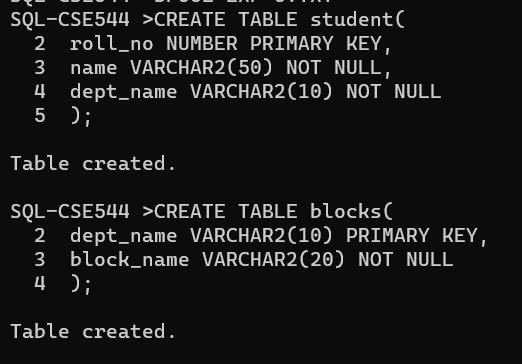 SQL-CSE544 >CREATE TABLE student(
2 roll_no NUMBER PRIMARY KEY,
3 name VARCHAR2(50) NOT NULL,
4 dept_name VARCHAR2(10) NOT NULL
5 );
Table created.
SQL-CSE544 >CREATE TABLE blocks(
2 dept_name VARCHAR2(10) PRIMARY KEY,
3 block_name VARCHAR2(20) NOT NULL
4 );
Table created.